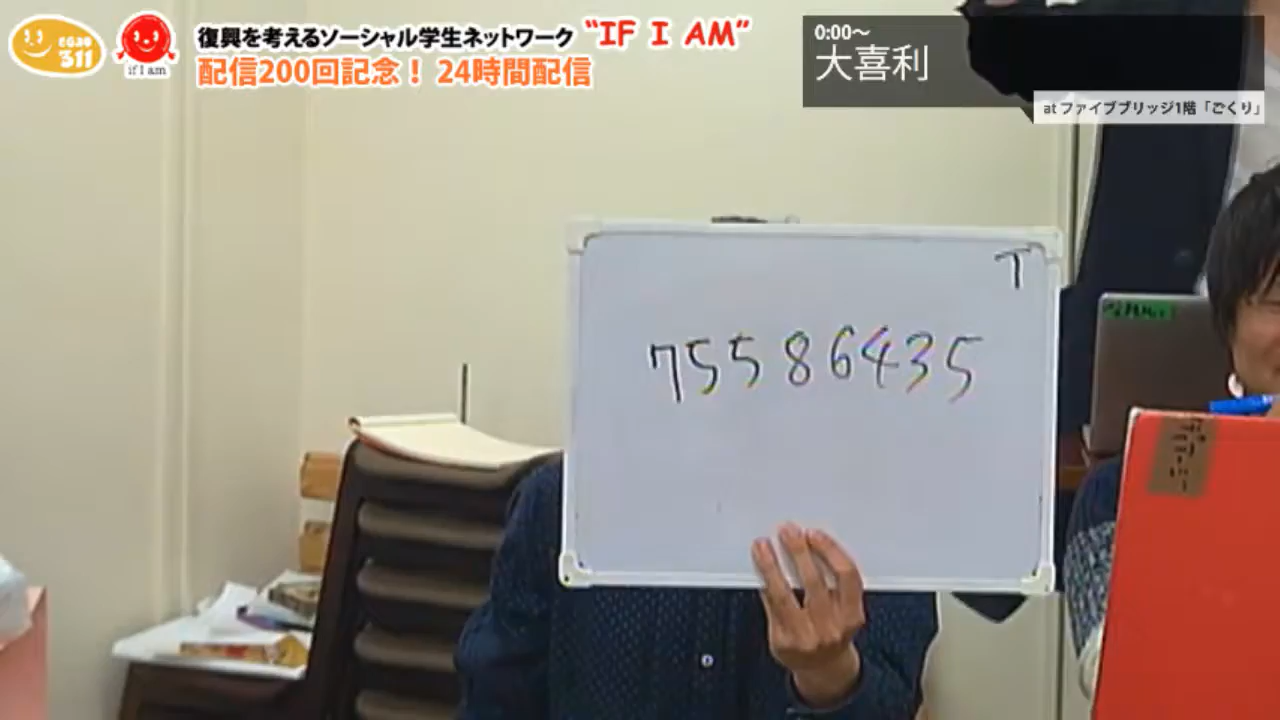 egao
311
if I am
復興を考えるソーシャル学生ネットワーク "IF I AM"
配信200回記念！ 24時間配信
0:00～
大喜利
at ファイブブリッジ1階「ごくり」
T
75586435